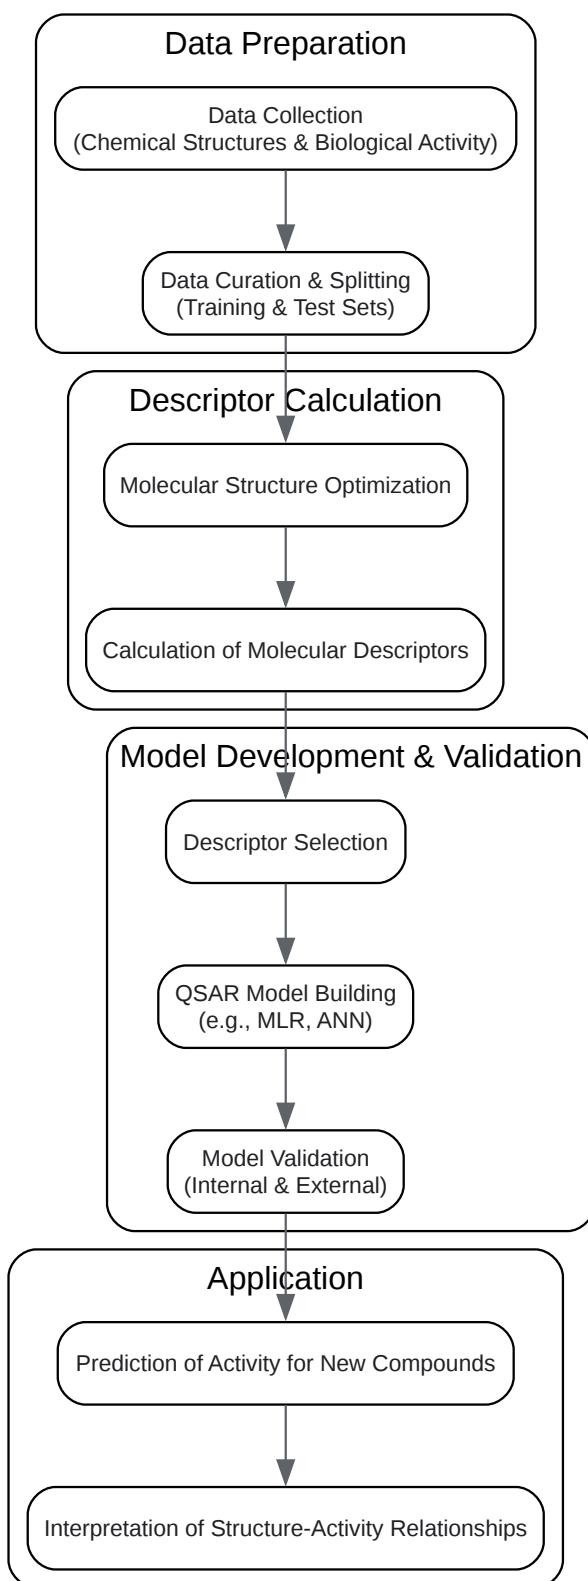 Data Preparation
Data Collection
(Chemical Structures & Biological Activity)
Data Curation & Splitting
(Training & Test Sets)
Descriptor Calculation
Molecular Structure Optimization
Calculation of Molecular Descriptors
Model Development & Validation
Descriptor Selection
QSAR Model Building
(e.g., MLR, ANN)
Model Validation
(Internal & External)
Application
Prediction of Activity for New Compounds
Interpretation of Structure-Activity Relationships